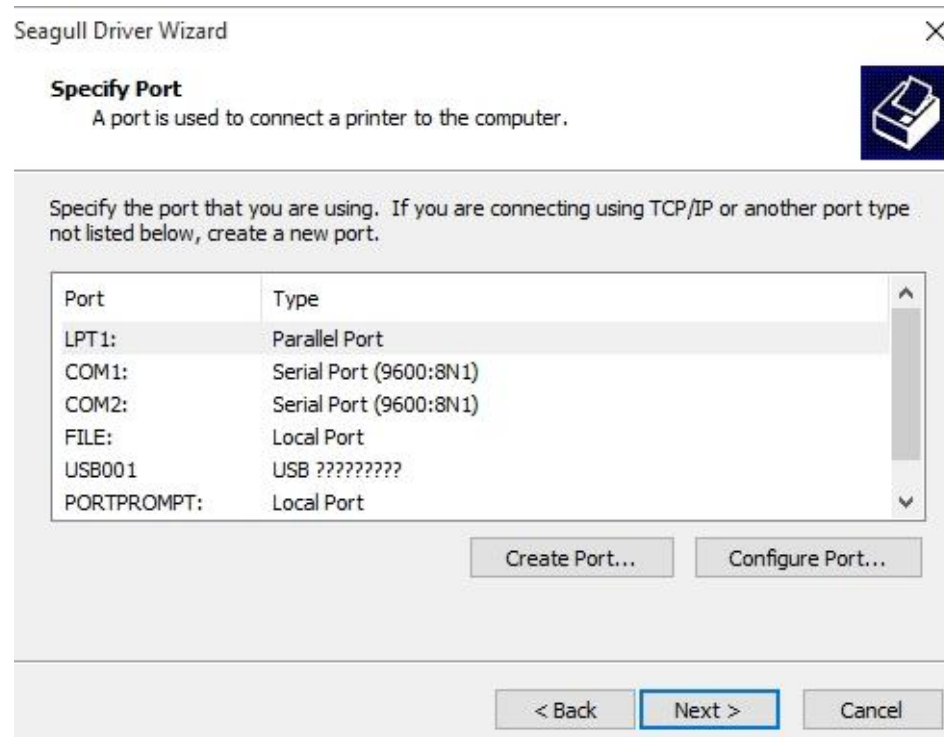 Seagull Driver Wizard
Specify Port
A port is used to connect a printer to the computer.
Specify the port that you are using. If you are connecting using TCP/IP or another port type
not listed below, create a new port.
Port Type
LPT1: Parallel Port
COM1: Serial Port (9600:8N1)
COM2: Serial Port (9600:8N1)
FILE: Local Port
USB001 USB ?????????
PORTPROMPT: Local Port
Create Port... Configure Port...
< Back Next > Cancel